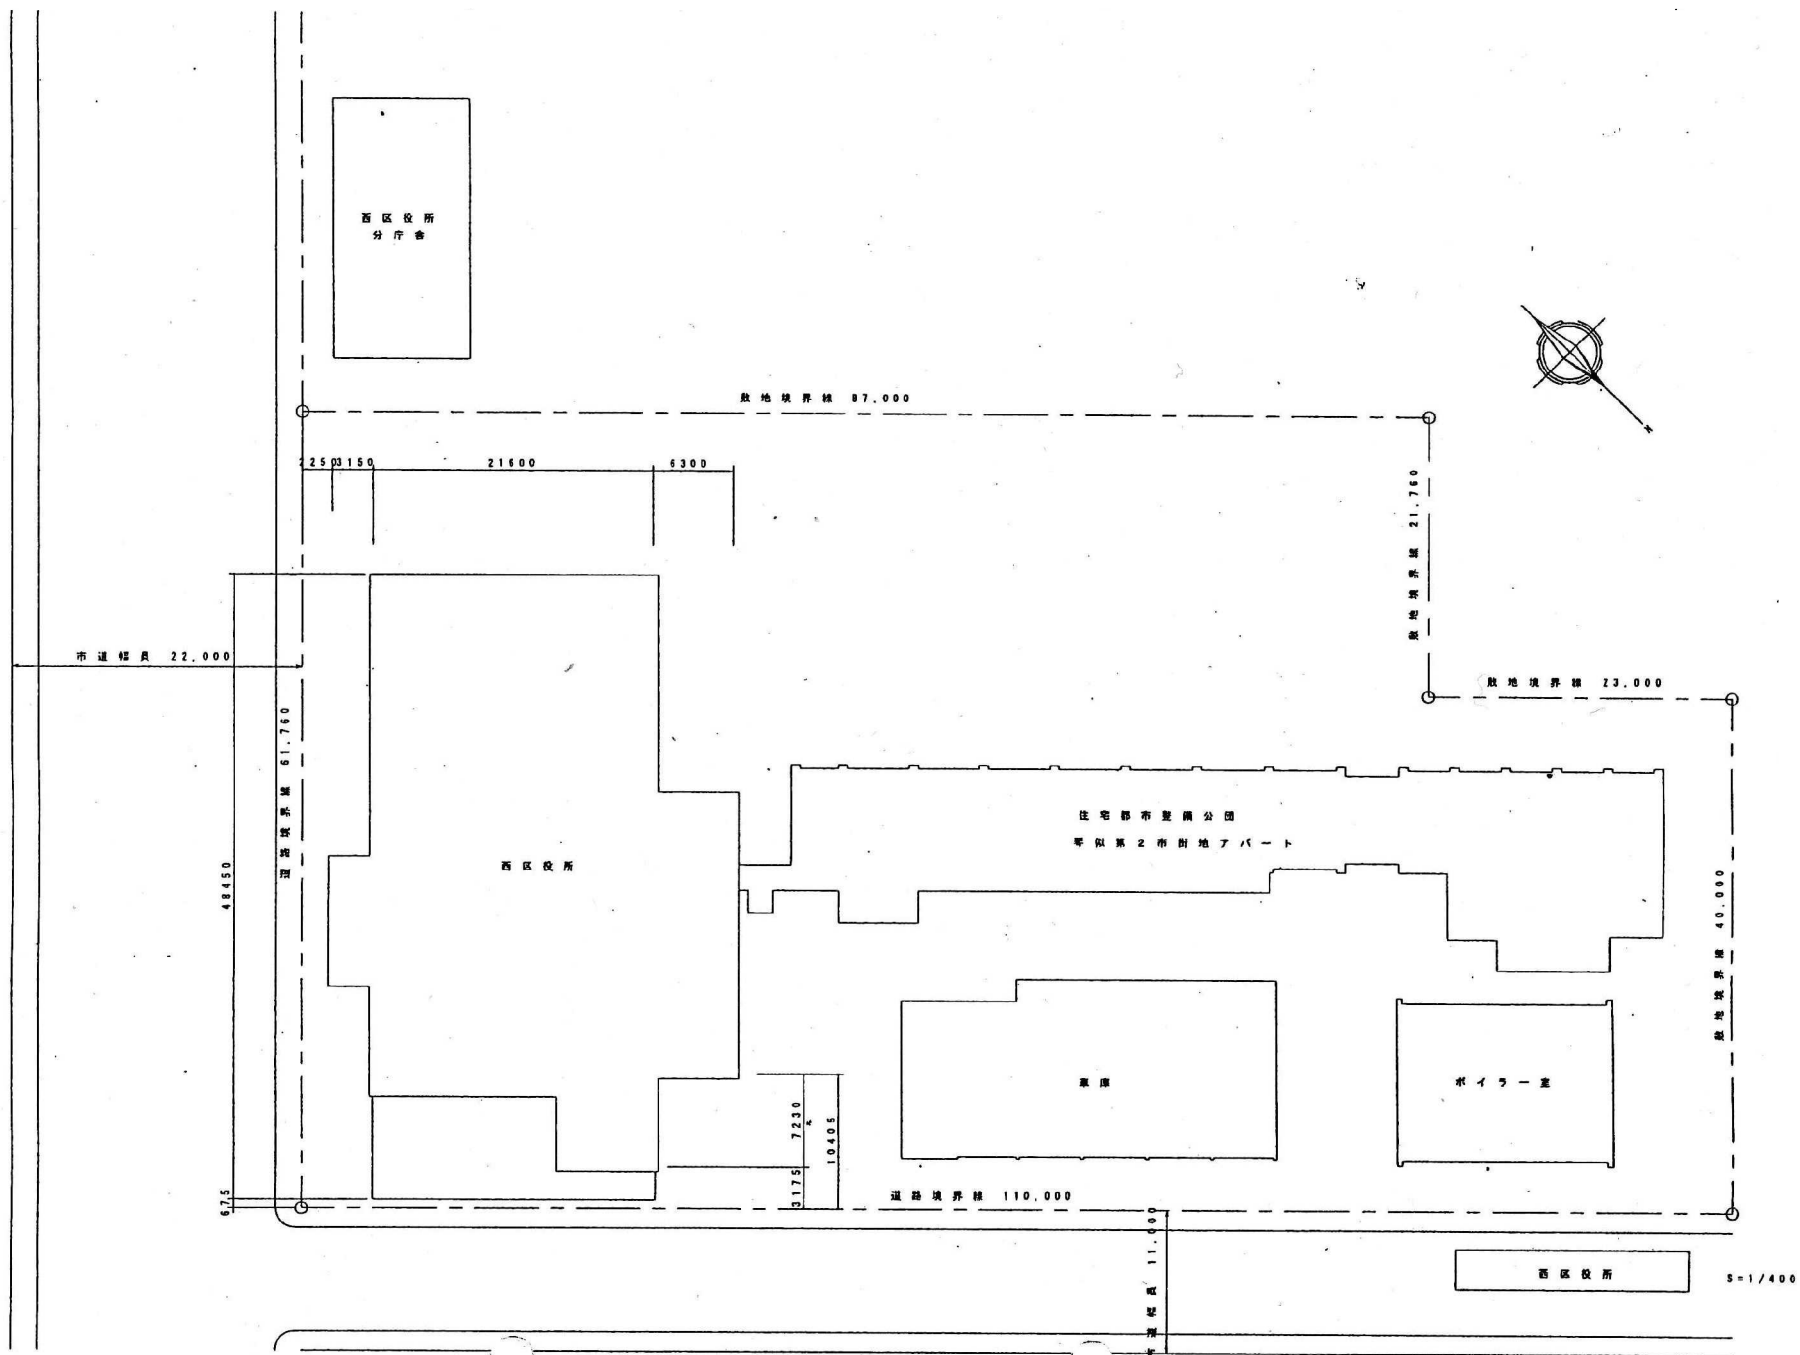 西区役所
分庁舎
敷地境界線 87,000
2250
3150
21600
6300
敷地境界線 21,760
N
市道幅員 22,000
敷地境界線 23,000
道路境界線 61,760
48450
住宅都市整備公団
琴似第2市街地アパート
西区役所
敷地境界線 40,000
車庫
ボイラー室
7230
10405
3175
675
道路境界線 110,000
市道幅員 11,000
西区役所
S=1/400